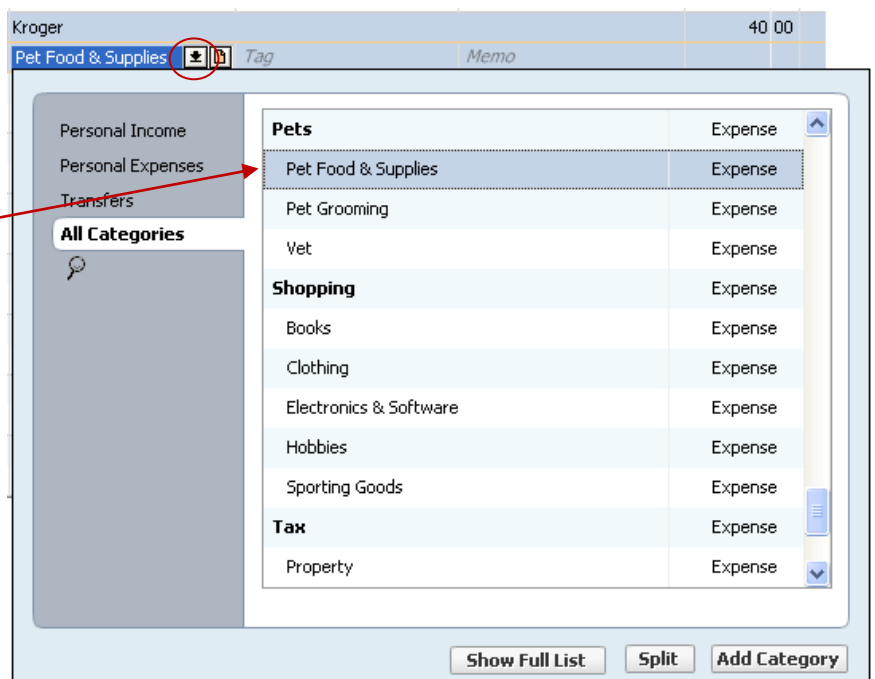 Kroger 40 00
Pet Food & Supplies Tag Memo
Personal Income
Personal Expenses
Transfers
All Categories
Pets Expense
Pet Food & Supplies Expense
Pet Grooming Expense
Vet Expense
Shopping Expense
Books Expense
Clothing Expense
Electronics & Software Expense
Hobbies Expense
Sporting Goods Expense
Tax Expense
Property Expense
Show Full List Split Add Category